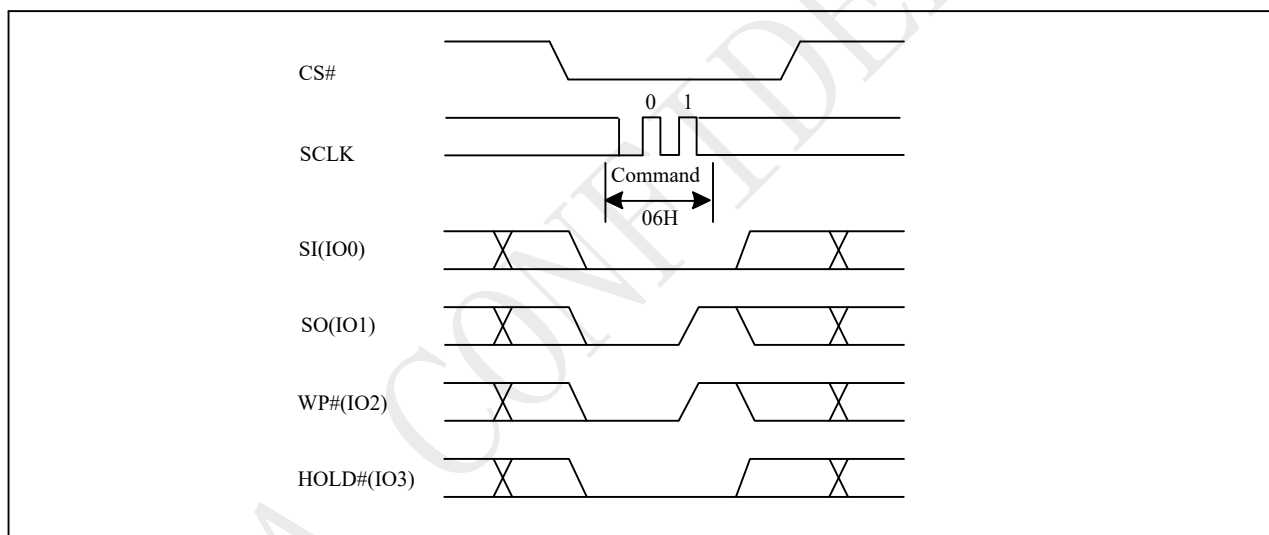 CS#
0 1
SCLK
Command
06H
SI(IO0)
SO(IO1)
WP#(IO2)
HOLD#(IO3)